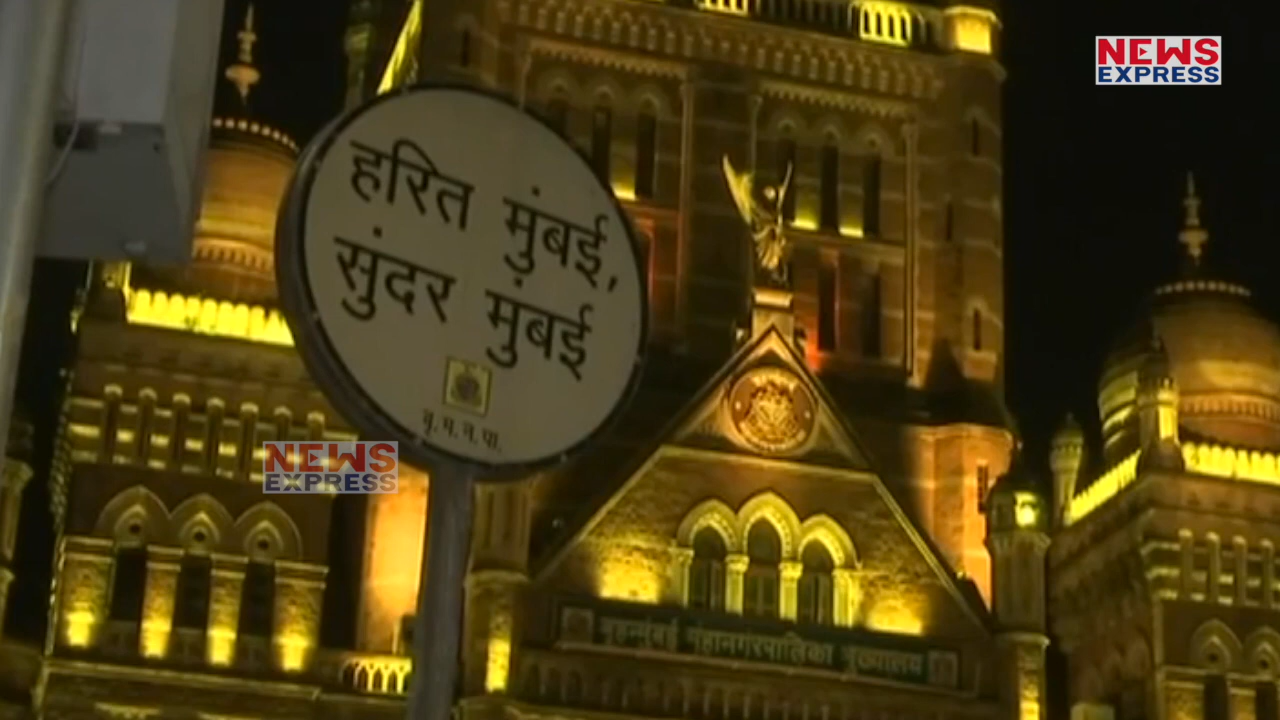 NEWS
EXPRESS
हरित मुंबई,
सुंदर मुंबई
बृ.म.न.पा.
NEWS
EXPRESS
बृहन्मुंबई महानगरपालिका मुख्यालय